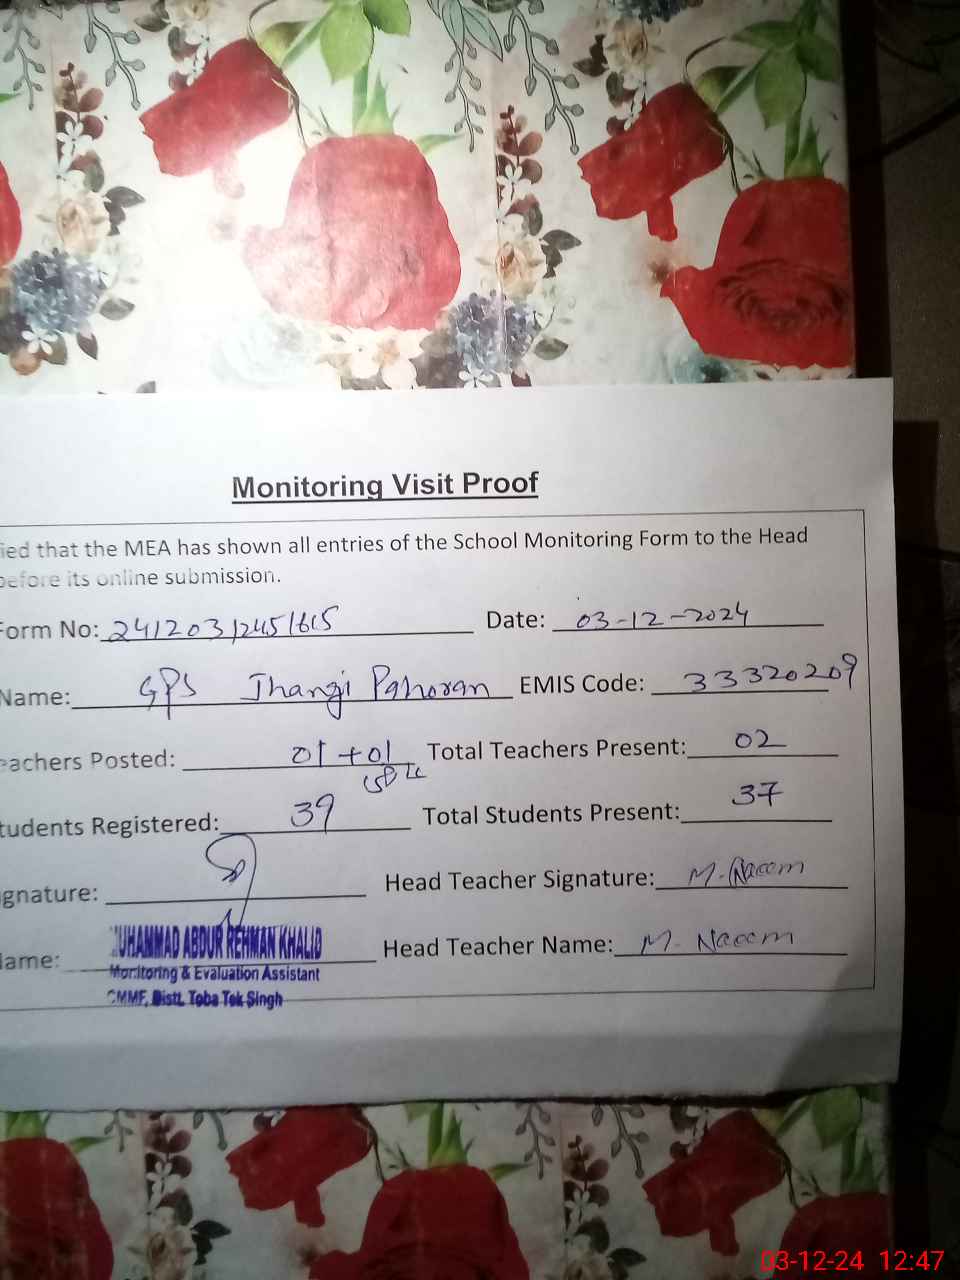 Monitoring Visit Proof
ied that the MEA has shown all entries of the School Monitoring Form to the Head
before its online submission.
Form No: Date: 03-12-2024
Name: GPS Jhangi Pahoran EMIS Code: 33320209
eachers Posted: 01 + 01 Total Teachers Present: 02
tudents Registered: 39 Total Students Present: 37
ignature: Head Teacher Signature: M. Naeem
Name: MUHAMMAD ABDUR REHMAN KHALID Head Teacher Name: M. Naeem
Monitoring & Evaluation Assistant
CMMF, Distt. Toba Tek Singh
03-12-24 12:47